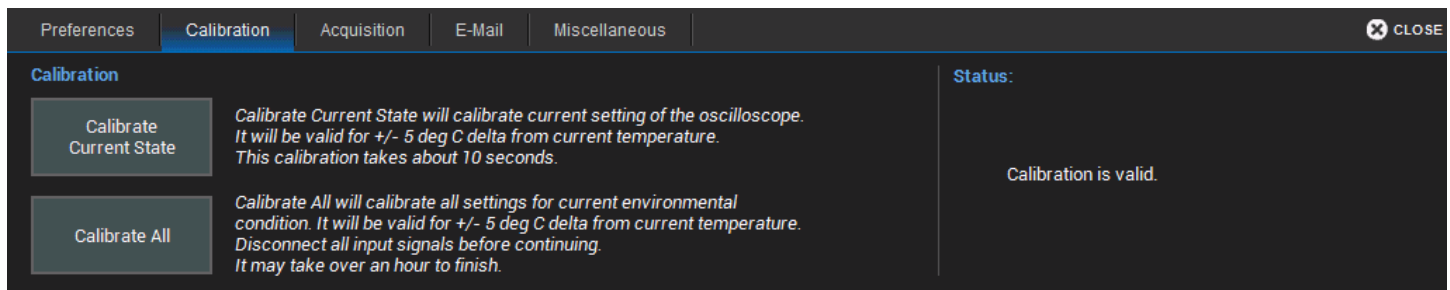 Preferences
Calibration
Acquisition
E-Mail
Miscellaneous
CLOSE
Calibration
Calibrate
Current State
Calibrate Current State will calibrate current setting of the oscilloscope.
It will be valid for +/- 5 deg C delta from current temperature.
This calibration takes about 10 seconds.
Calibrate All
Calibrate All will calibrate all settings for current environmental
condition. It will be valid for +/- 5 deg C delta from current temperature.
Disconnect all input signals before continuing.
It may take over an hour to finish.
Status:
Calibration is valid.